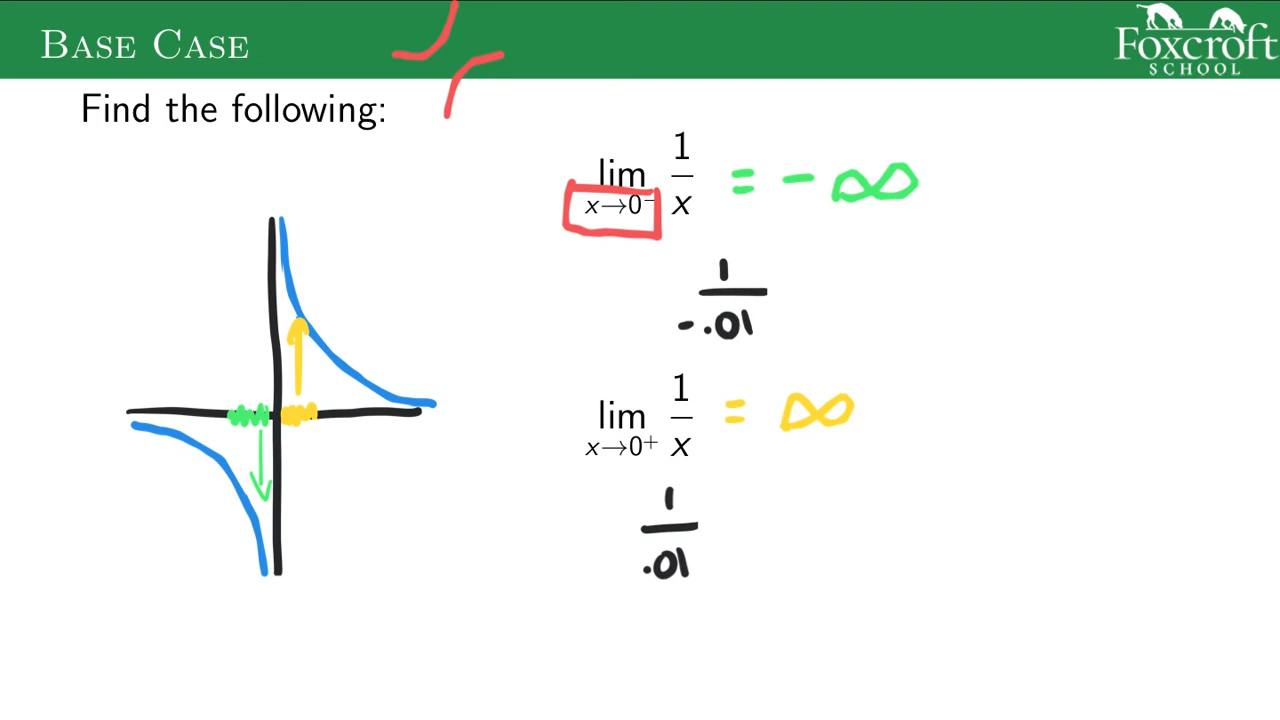 BASE CASE
Foxcroft
SCHOOL
Find the following:
lim x→0⁻ 1/x = -∞
1/-.01
lim x→0⁺ 1/x = ∞
1/.01